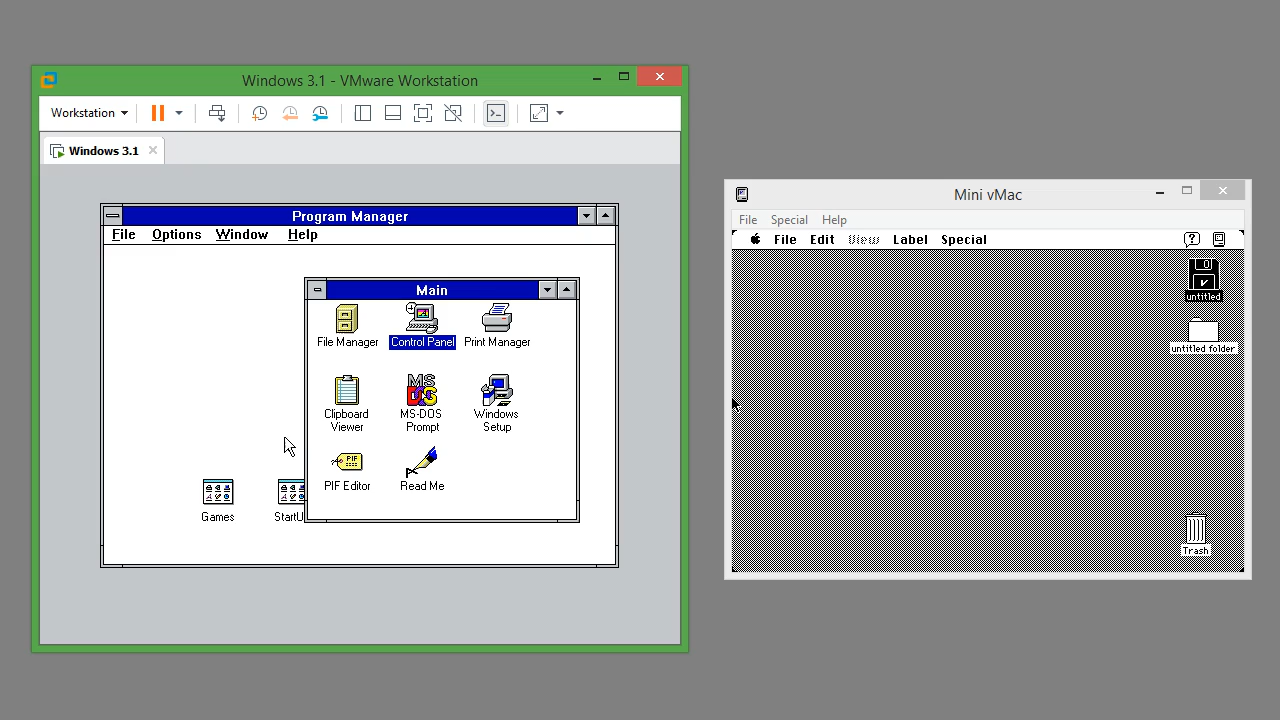 Windows 3.1 - VMware Workstation
Workstation
Windows 3.1
Program Manager
File Options Window Help
Main
File Manager Control Panel Print Manager
Clipboard Viewer
MS-DOS Prompt
Windows Setup
PIF
PIF Editor Read Me
Games
StartU
Mini vMac
File Special Help
File Edit View Label Special
untitled
untitled folder
Trash